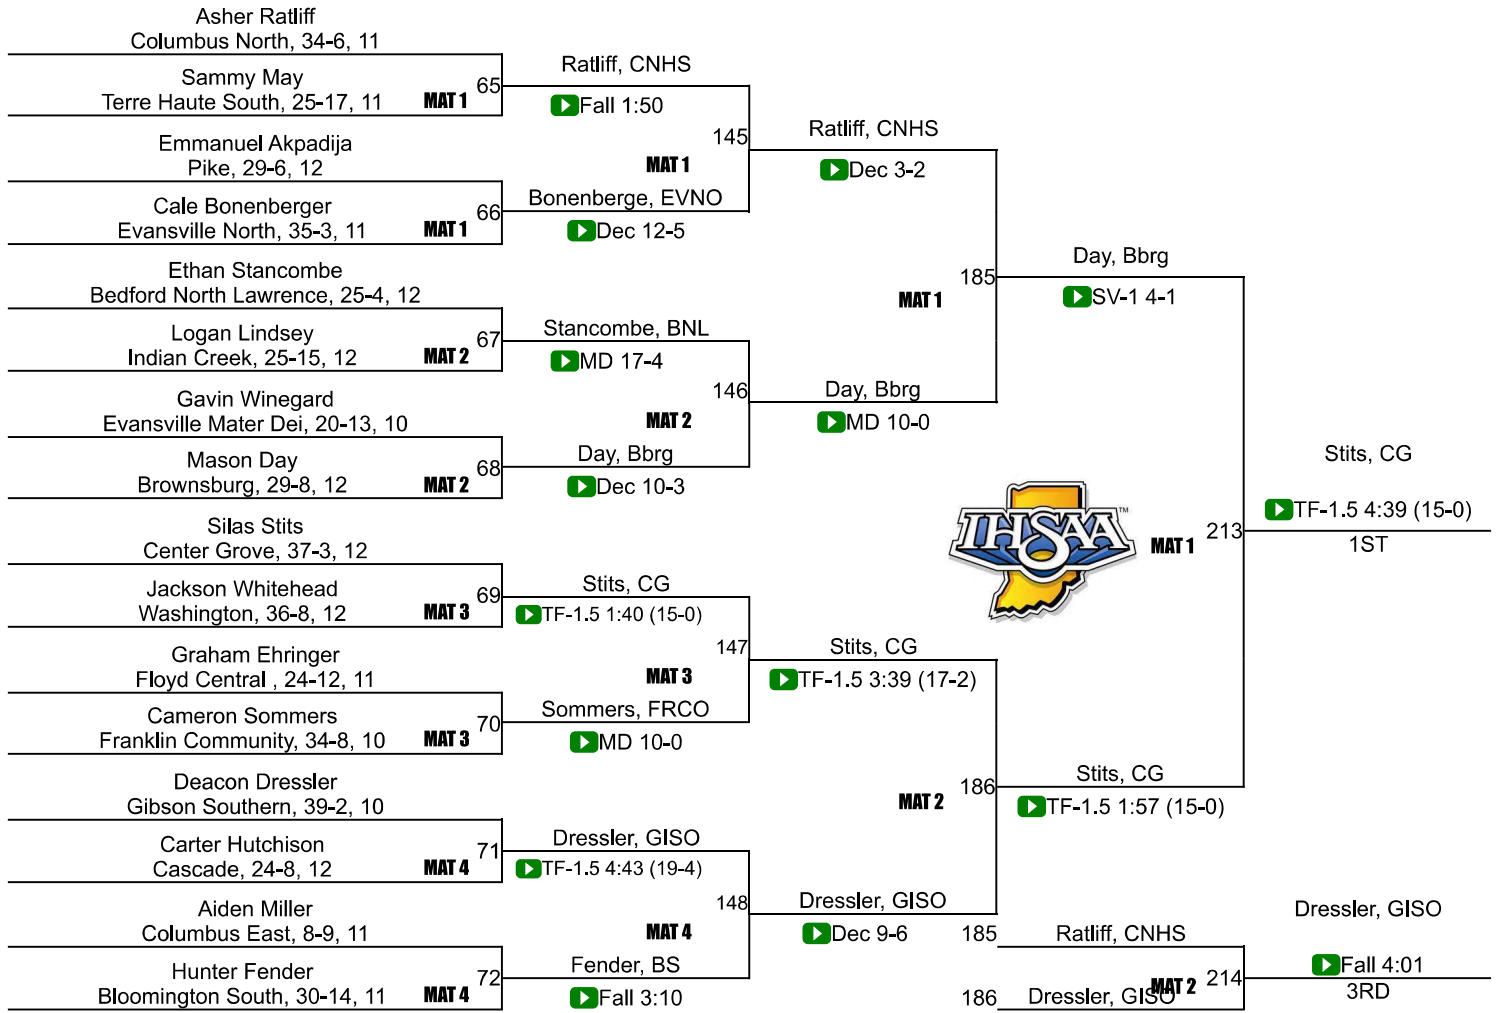 Asher Ratliff
Columbus North, 34-6, 11
Sammy May
Terre Haute South, 25-17, 11
MAT 1
65
Emmanuel Akpadija
Pike, 29-6, 12
Cale Bonenberger
Evansville North, 35-3, 11
MAT 1
66
Ethan Stancombe
Bedford North Lawrence, 25-4, 12
Logan Lindsey
Indian Creek, 25-15, 12
MAT 2
67
Gavin Winegard
Evansville Mater Dei, 20-13, 10
Mason Day
Brownsburg, 29-8, 12
MAT 2
68
Silas Stits
Center Grove, 37-3, 12
Jackson Whitehead
Washington, 36-8, 12
MAT 3
69
Graham Ehringer
Floyd Central , 24-12, 11
Cameron Sommers
Franklin Community, 34-8, 10
MAT 3
70
Deacon Dressler
Gibson Southern, 39-2, 10
Carter Hutchison
Cascade, 24-8, 12
MAT 4
71
Aiden Miller
Columbus East, 8-9, 11
Hunter Fender
Bloomington South, 30-14, 11
MAT 4
72
Ratliff, CNHS
Fall 1:50
145
MAT 1
Bonenberge, EVNO
Dec 12-5
Stancombe, BNL
MD 17-4
146
MAT 2
Day, Bbrg
Dec 10-3
Stits, CG
TF-1.5 1:40 (15-0)
147
MAT 3
Sommers, FRCO
MD 10-0
Dressler, GISO
TF-1.5 4:43 (19-4)
148
MAT 4
Fender, BS
Fall 3:10
Ratliff, CNHS
Dec 3-2
185
MAT 1
Day, Bbrg
MD 10-0
Stits, CG
TF-1.5 3:39 (17-2)
186
MAT 2
Dressler, GISO
Dec 9-6
Day, Bbrg
SV-1 4-1
IHSAA
TM
MAT 1
213
Stits, CG
TF-1.5 1:57 (15-0)
Stits, CG
TF-1.5 4:39 (15-0)
1ST
185
Ratliff, CNHS
MAT 2
214
186
Dressler, GISO
Dressler, GISO
Fall 4:01
3RD